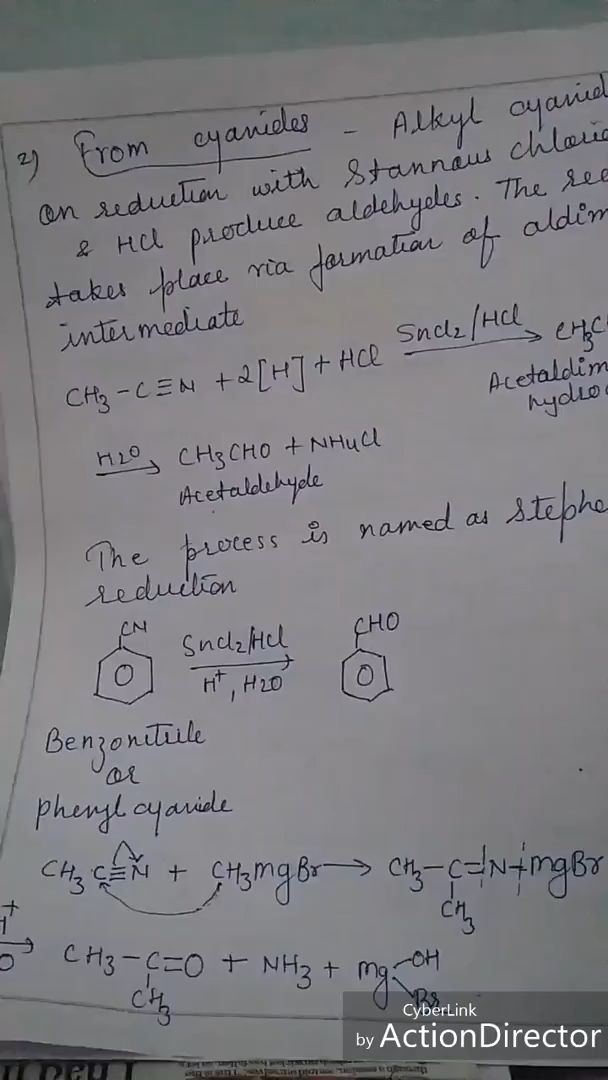 2) From cyanides - Alkyl cyanid
on reduction with Stannous chlori
& HCl produce aldehydes. The
takes place via formation of aldim
intermediate
CH3-C≡N + 2[H] + HCl SnCl2/HCl → CH3C
Acetaldim
hydro
H2O → CH3CHO + NH4Cl
Acetaldehyde
The process is named as Stephe
reduction
CN SnCl2/HCl → CHO
H+, H2O
Benzonitrile
or
phenyl cyanide
CH3 C≡N + CH3MgBr → CH3-C=N-MgBr
CH3
H+
CH3-C=O + NH3 + Mg OH
CH3 Br
CyberLink
by ActionDirector